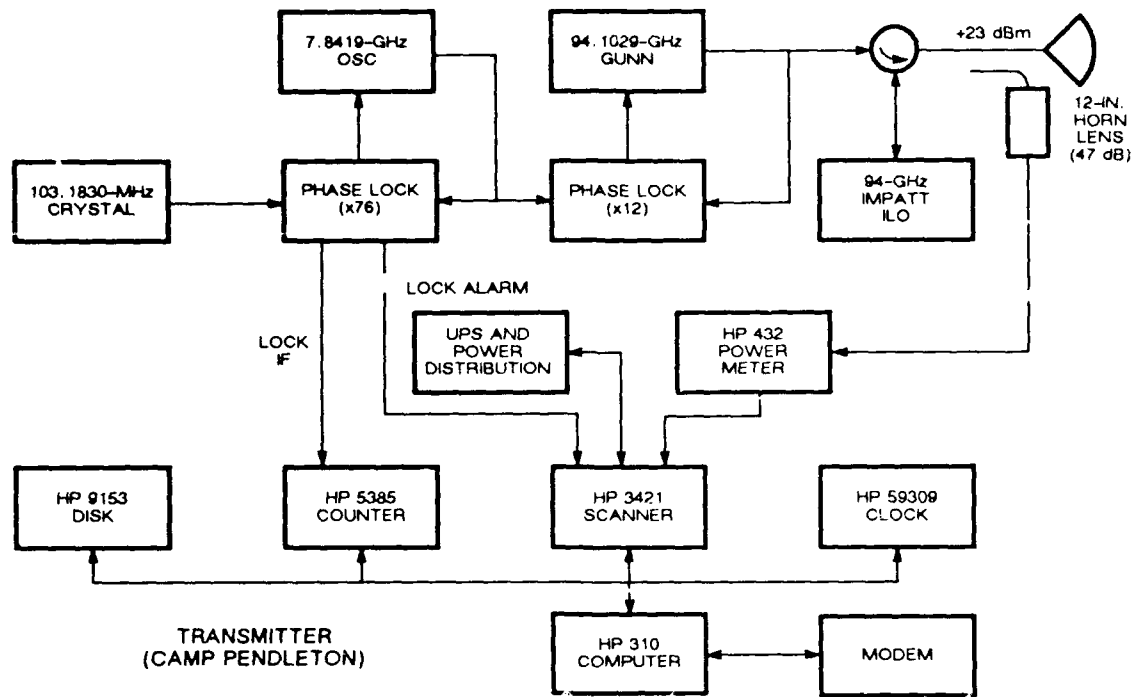 7.8419-GHz
OSC
94.1029-GHz
GUNN
+23 dBm
12-IN.
HORN
LENS
(47 dB)
103.1830-MHz
CRYSTAL
PHASE LOCK
(x76)
PHASE LOCK
(x12)
94-GHz
IMPATT
ILO
LOCK ALARM
LOCK
IF
UPS AND
POWER
DISTRIBUTION
HP 432
POWER
METER
HP 9153
DISK
HP 5385
COUNTER
HP 3421
SCANNER
HP 59309
CLOCK
TRANSMITTER
(CAMP PENDLETON)
HP 310
COMPUTER
MODEM